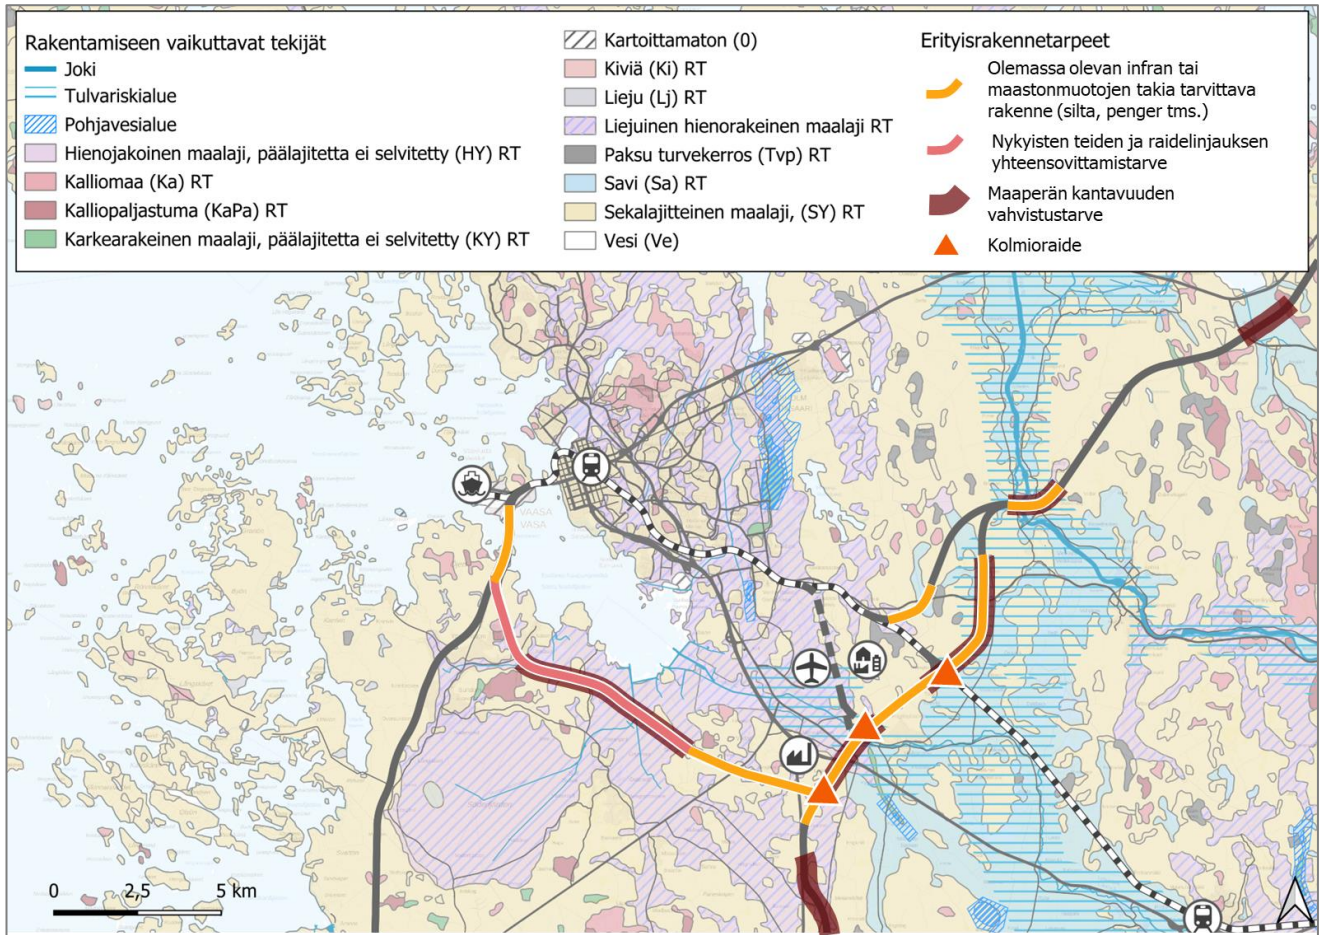 Rakentamiseen vaikuttavat tekijät
Joki
Tulvariskialue
Pohjavesialue
Hienojakoinen maalaji, päälajitetta ei selvitetty (HY) RT
Kalliomaa (Ka) RT
Kalliopaljastuma (KaPa) RT
Karkearakeinen maalaji, päälajitetta ei selvitetty (KY) RT
Kartoittamaton (0)
Kiviä (Ki) RT
Lieju (Lj) RT
Liejuinen hienorakeinen maalaji RT
Paksu turvekerros (Tvp) RT
Savi (Sa) RT
Sekalajitteinen maalaji, (SY) RT
Vesi (Ve)
Erityisrakennetarpeet
Olemassa olevan infran tai
maastonmuotojen takia tarvittava
rakenne (silta, penger tms.)
Nykyisten teiden ja raidelinjauksen
yhteensovittamistarve
Maaperän kantavuuden
vahvistustarve
Kolmioraide
VAASA
VASA
0 2,5 5 km